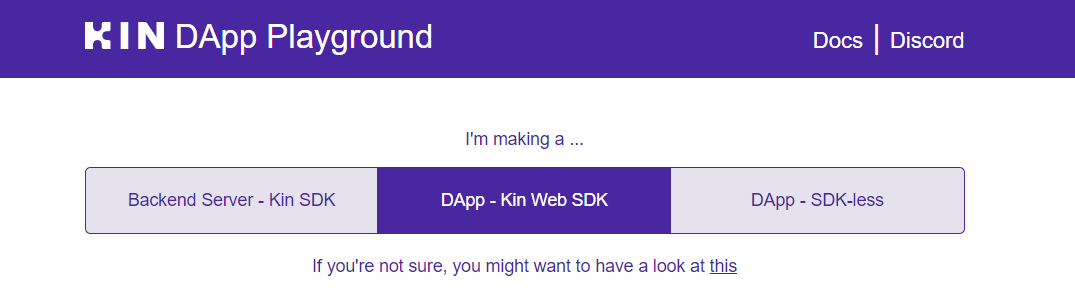 KIN DApp Playground
Docs | Discord
I'm making a ...
Backend Server - Kin SDK
DApp - Kin Web SDK
DApp - SDK-less
If you're not sure, you might want to have a look at this